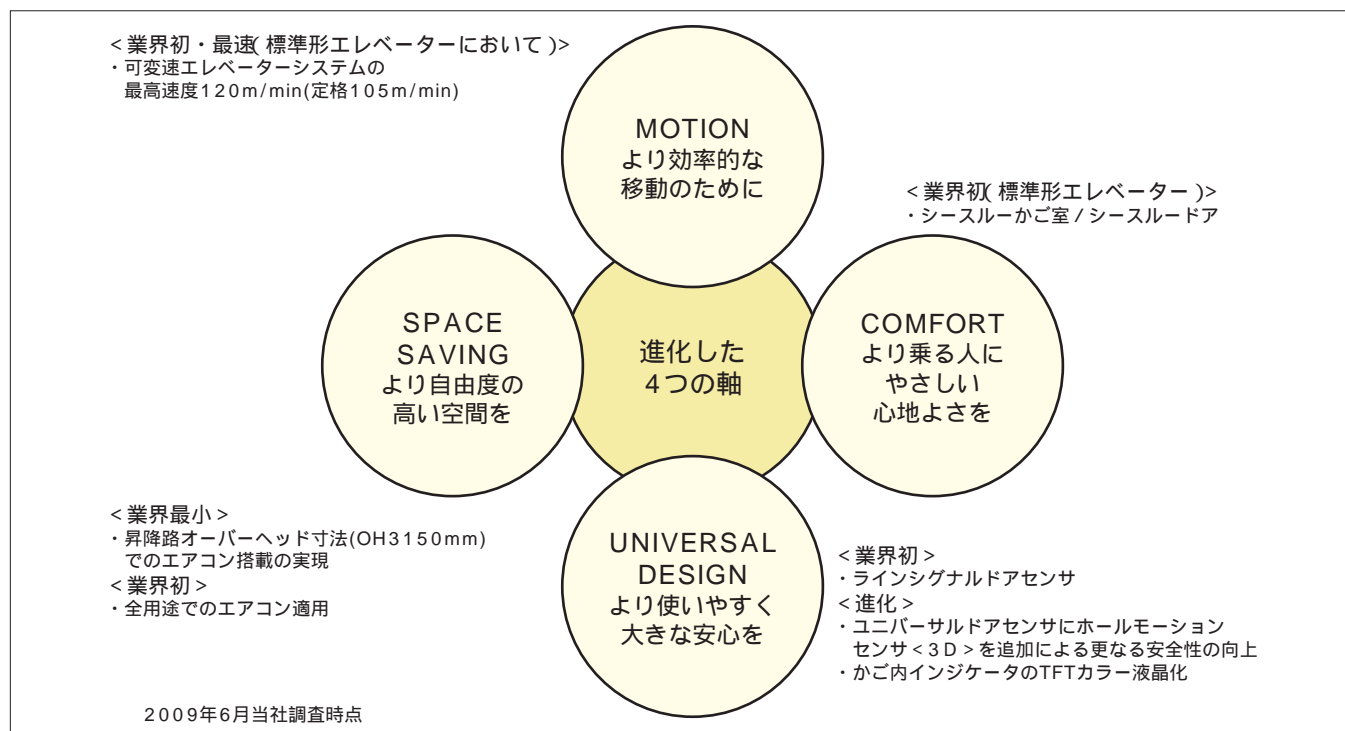 <業界初・最速(標準形エレベーターにおいて)>
・可変速エレベーターシステムの
最高速度120m/min(定格105m/min)
MOTION
より効率的な
移動のために
<業界初(標準形エレベーター)>
・シースルーかご室/シースルードア
SPACE
SAVING
より自由度の
高い空間を
進化した
4つの軸
COMFORT
より乗る人に
やさしい
心地よさを
<業界最小>
・昇降路オーバーヘッド寸法(OH3150mm)
でのエアコン搭載の実現
<業界初>
・全用途でのエアコン適用
UNIVERSAL
DESIGN
より使いやすく
大きな安心を
<業界初>
・ラインシグナルドアセンサ
<進化>
・ユニバーサルドアセンサにホールモーション
センサ<3D>を追加による更なる安全性の向上
・かご内インジケータのTFTカラー液晶化
2009年6月当社調査時点